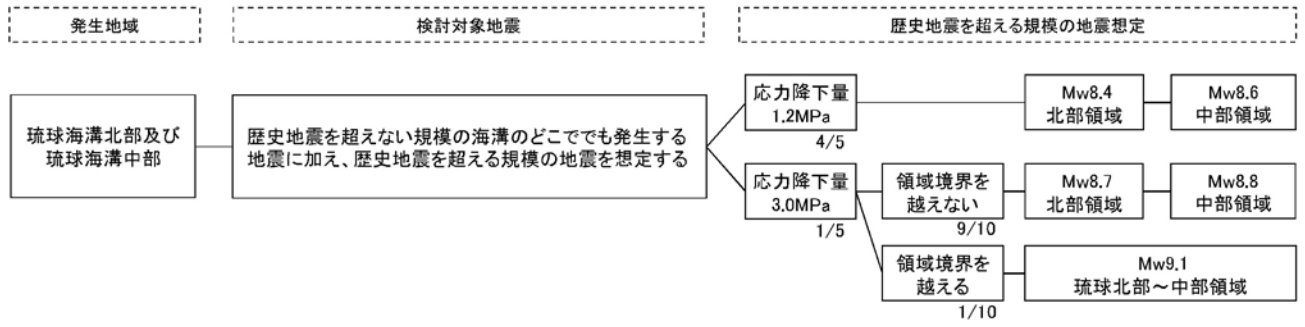 発生地域
検討対象地震
歴史地震を超える規模の地震想定
琉球海溝北部及び
琉球海溝中部
歴史地震を超えない規模の海溝のどこででも発生する
地震に加え、歴史地震を超える規模の地震を想定する
応力降下量
1.2MPa
4/5
Mw8.4
北部領域
Mw8.6
中部領域
応力降下量
3.0MPa
1/5
領域境界を
越えない
9/10
Mw8.7
北部領域
Mw8.8
中部領域
領域境界を
越える
1/10
Mw9.1
琉球北部～中部領域